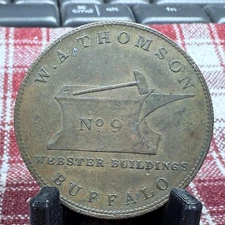 W. A. THOMSON
No 9
WEBSTER BUILDINGS
BUFFALO